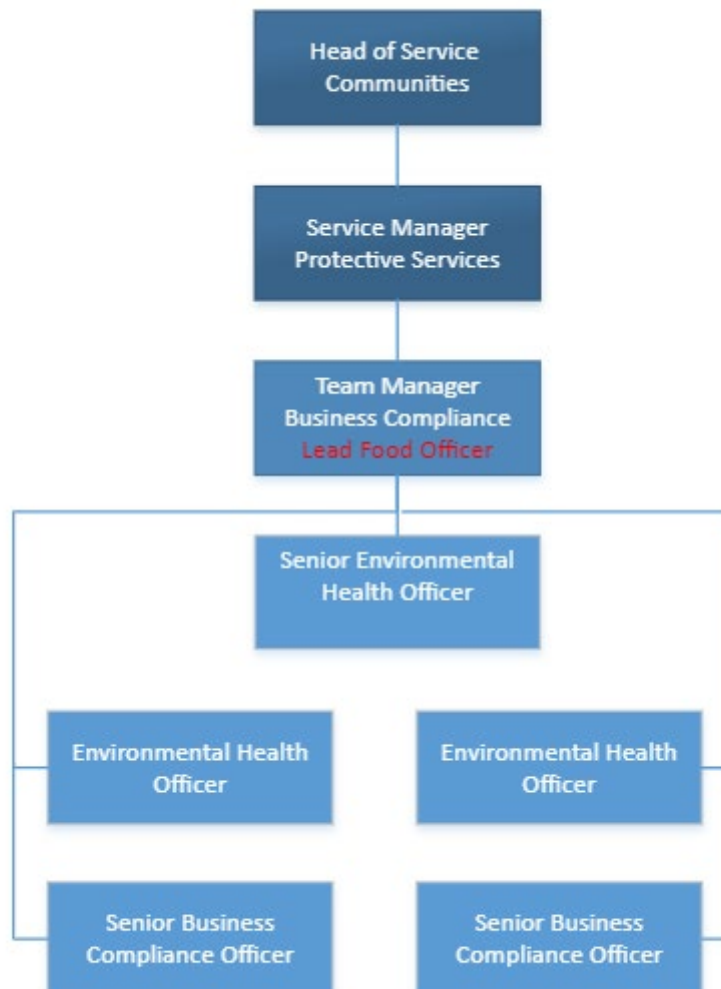 Head of Service
Communities
Service Manager
Protective Services
Team Manager
Business Compliance
Lead Food Officer
Senior Environmental
Health Officer
Environmental Health
Officer
Environmental Health
Officer
Senior Business
Compliance Officer
Senior Business
Compliance Officer